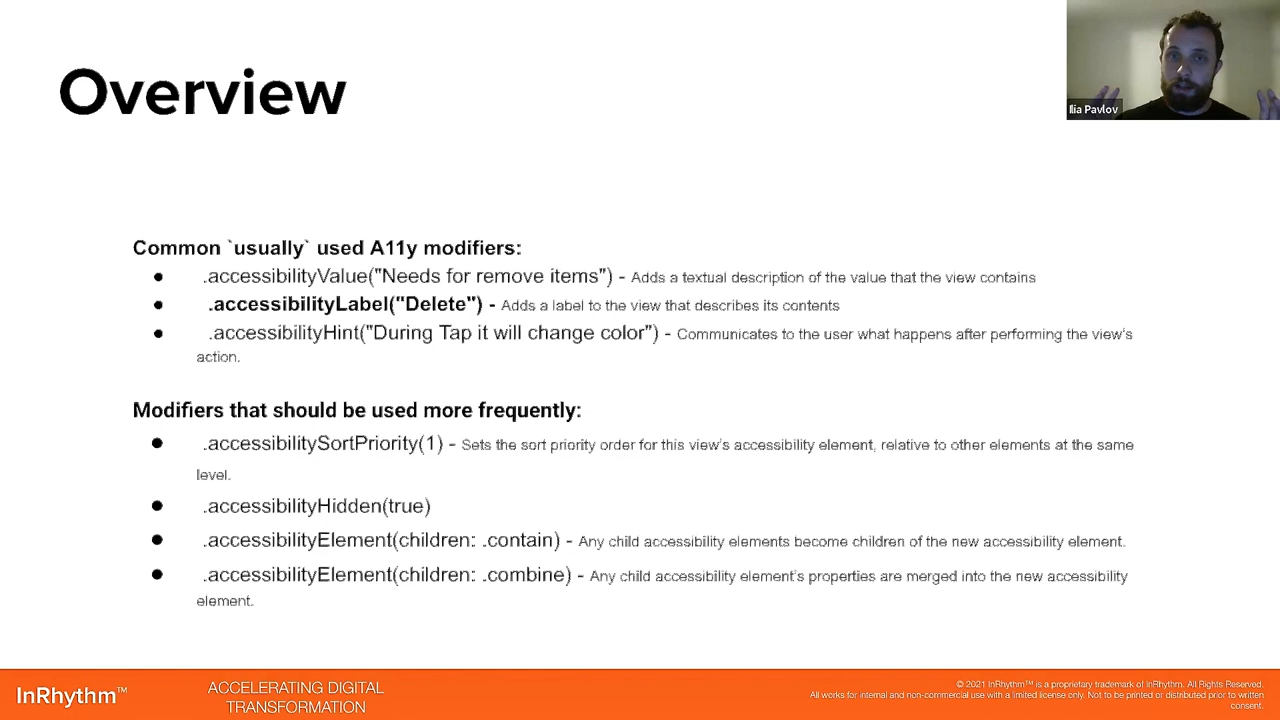 Overview
Ilia Pavlov
Common `usually` used A11y modifiers:
● .accessibilityValue("Needs for remove items") - Adds a textual description of the value that the view contains
● .accessibilityLabel("Delete") - Adds a label to the view that describes its contents
● .accessibilityHint("During Tap it will change color") - Communicates to the user what happens after performing the view's
action.
Modifiers that should be used more frequently:
● .accessibilitySortPriority(1) - Sets the sort priority order for this view's accessibility element, relative to other elements at the same
level.
● .accessibilityHidden(true)
● .accessibilityElement(children: .contain) - Any child accessibility elements become children of the new accessibility element.
● .accessibilityElement(children: .combine) - Any child accessibility element's properties are merged into the new accessibility
element.
InRhythm™
ACCELERATING DIGITAL
TRANSFORMATION
© 2021 InRhythm™ is a proprietary trademark of InRhythm. All Rights Reserved.
All works for internal and non-commercial use with a limited license only. Not to be printed or distributed prior to written
consent.